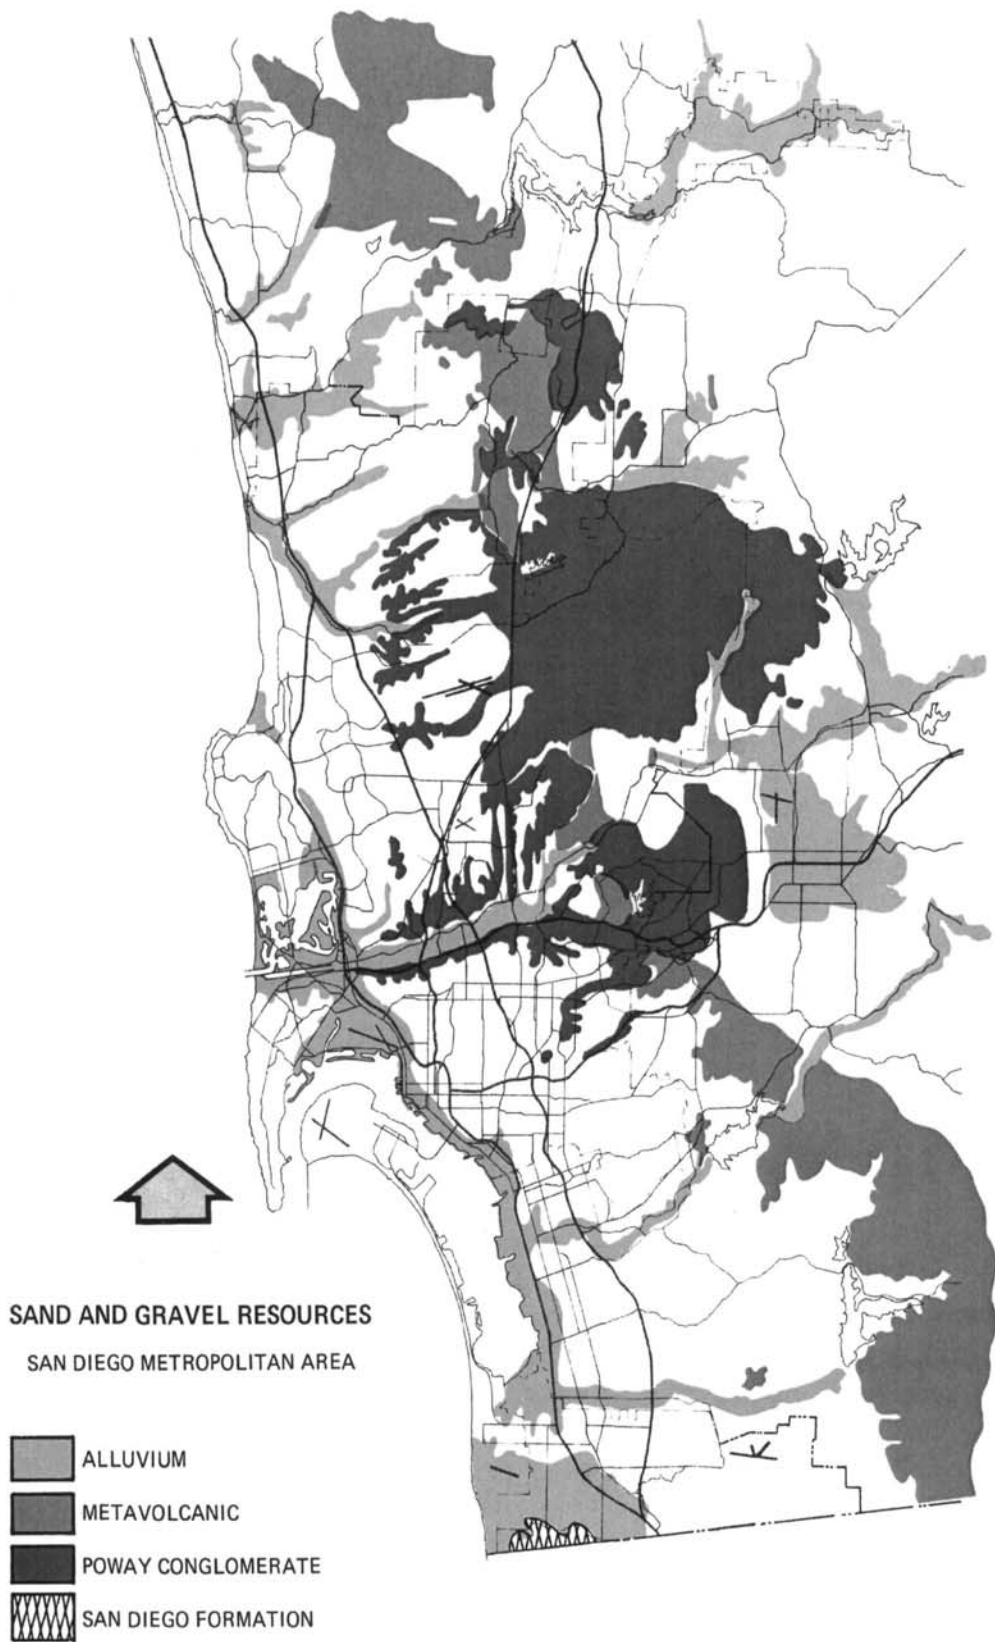 SAND AND GRAVEL RESOURCES
SAN DIEGO METROPOLITAN AREA
ALLUVIUM
METAVOLCANIC
POWAY CONGLOMERATE
SAN DIEGO FORMATION